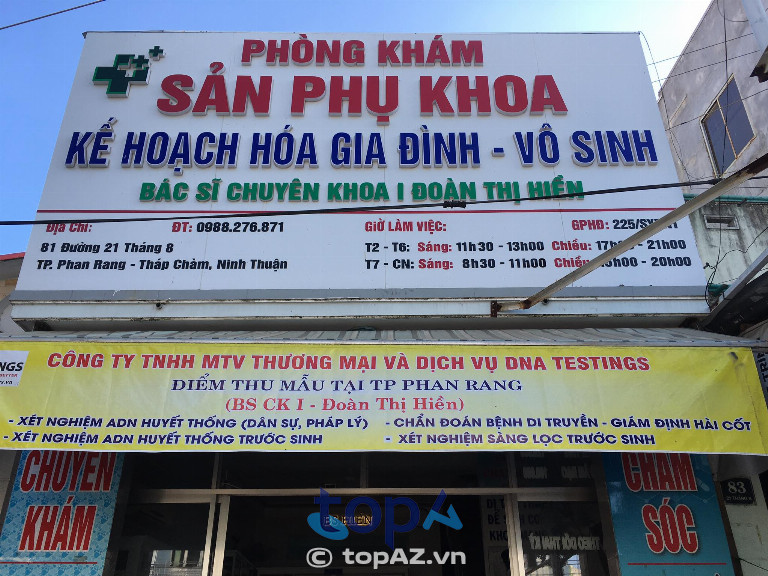 PHÒNG KHÁM
SẢN PHỤ KHOA
KẾ HOẠCH HÓA GIA ĐÌNH - VÔ SINH
BÁC SĨ CHUYÊN KHOA I ĐOÀN THỊ HIỀN
Địa Chỉ: ĐT: 0988.276.871
81 Đường 21 Tháng 8
TP. Phan Rang - Tháp Chàm, Ninh Thuận
GIỜ LÀM VIỆC: GPHĐ: 225/
T2 - T6: Sáng: 11h30 - 13h00 Chiều: - 21h00
T7 - CN: Sáng: 8h30 - 11h00 Chiều - 20h00
NGS
CÔNG TY TNHH MTV THƯƠNG MẠI VÀ DỊCH VỤ DNA TESTINGS
ĐIỂM THU MẪU TẠI TP PHAN RANG
(BS CK I - Đoàn Thị Hiền)
- XÉT NGHIỆM ADN HUYẾT THỐNG (DÂN SỰ, PHÁP LÝ) - CHẨN ĐOÁN BỆNH DI TRUYỀN - GIÁM ĐỊNH HÀI CỐT
- XÉT NGHIỆM ADN HUYẾT THỐNG TRƯỚC SINH - XÉT NGHIỆM SÀNG LỌC TRƯỚC SINH
CHUYÊN
KHÁM
CHĂM
SÓC
83
BS HIỀN
topAZ
© topAZ.vn